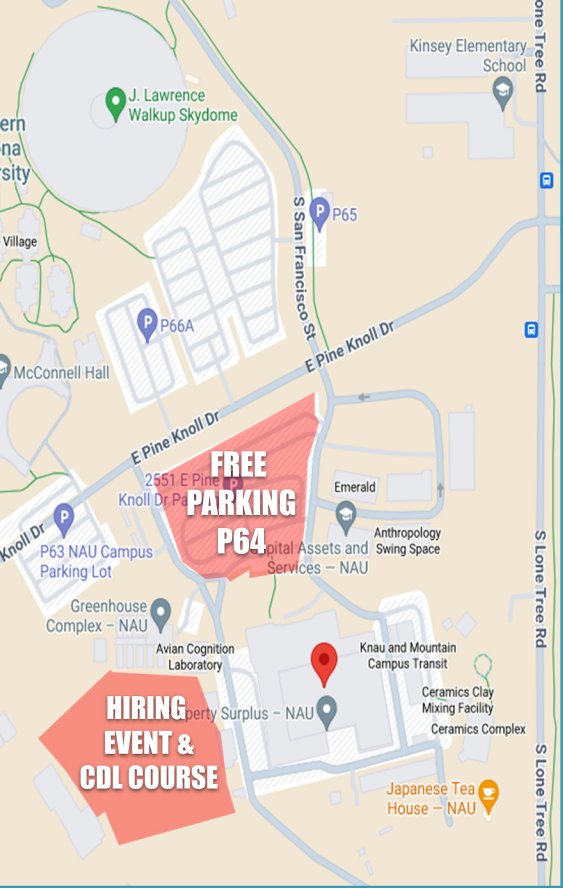 one Tree Rd
Kinsey Elementary
School
J. Lawrence
Walkup Skydome
ern
ona
rsity
S San Francisco St
P
P65
Village
P
P66A
E Pine Knoll Dr
McConnell Hall
E Pine Knoll Dr
2551 E Pine
Knoll Dr Pa
FREE
PARKING
P64
Emerald
P
P63 NAU Campus
Parking Lot
Knoll Dr
pital Assets and
Services – NAU
Anthropology
Swing Space
S Lone Tree Rd
Greenhouse
Complex – NAU
Avian Cognition
Laboratory
Knau and Mountain
Campus Transit
Ceramics Clay
Mixing Facility
Ceramics Complex
perty Surplus – NAU
HIRING
EVENT &
CDL COURSE
Japanese Tea
House – NAU
S Lone Tree Rd